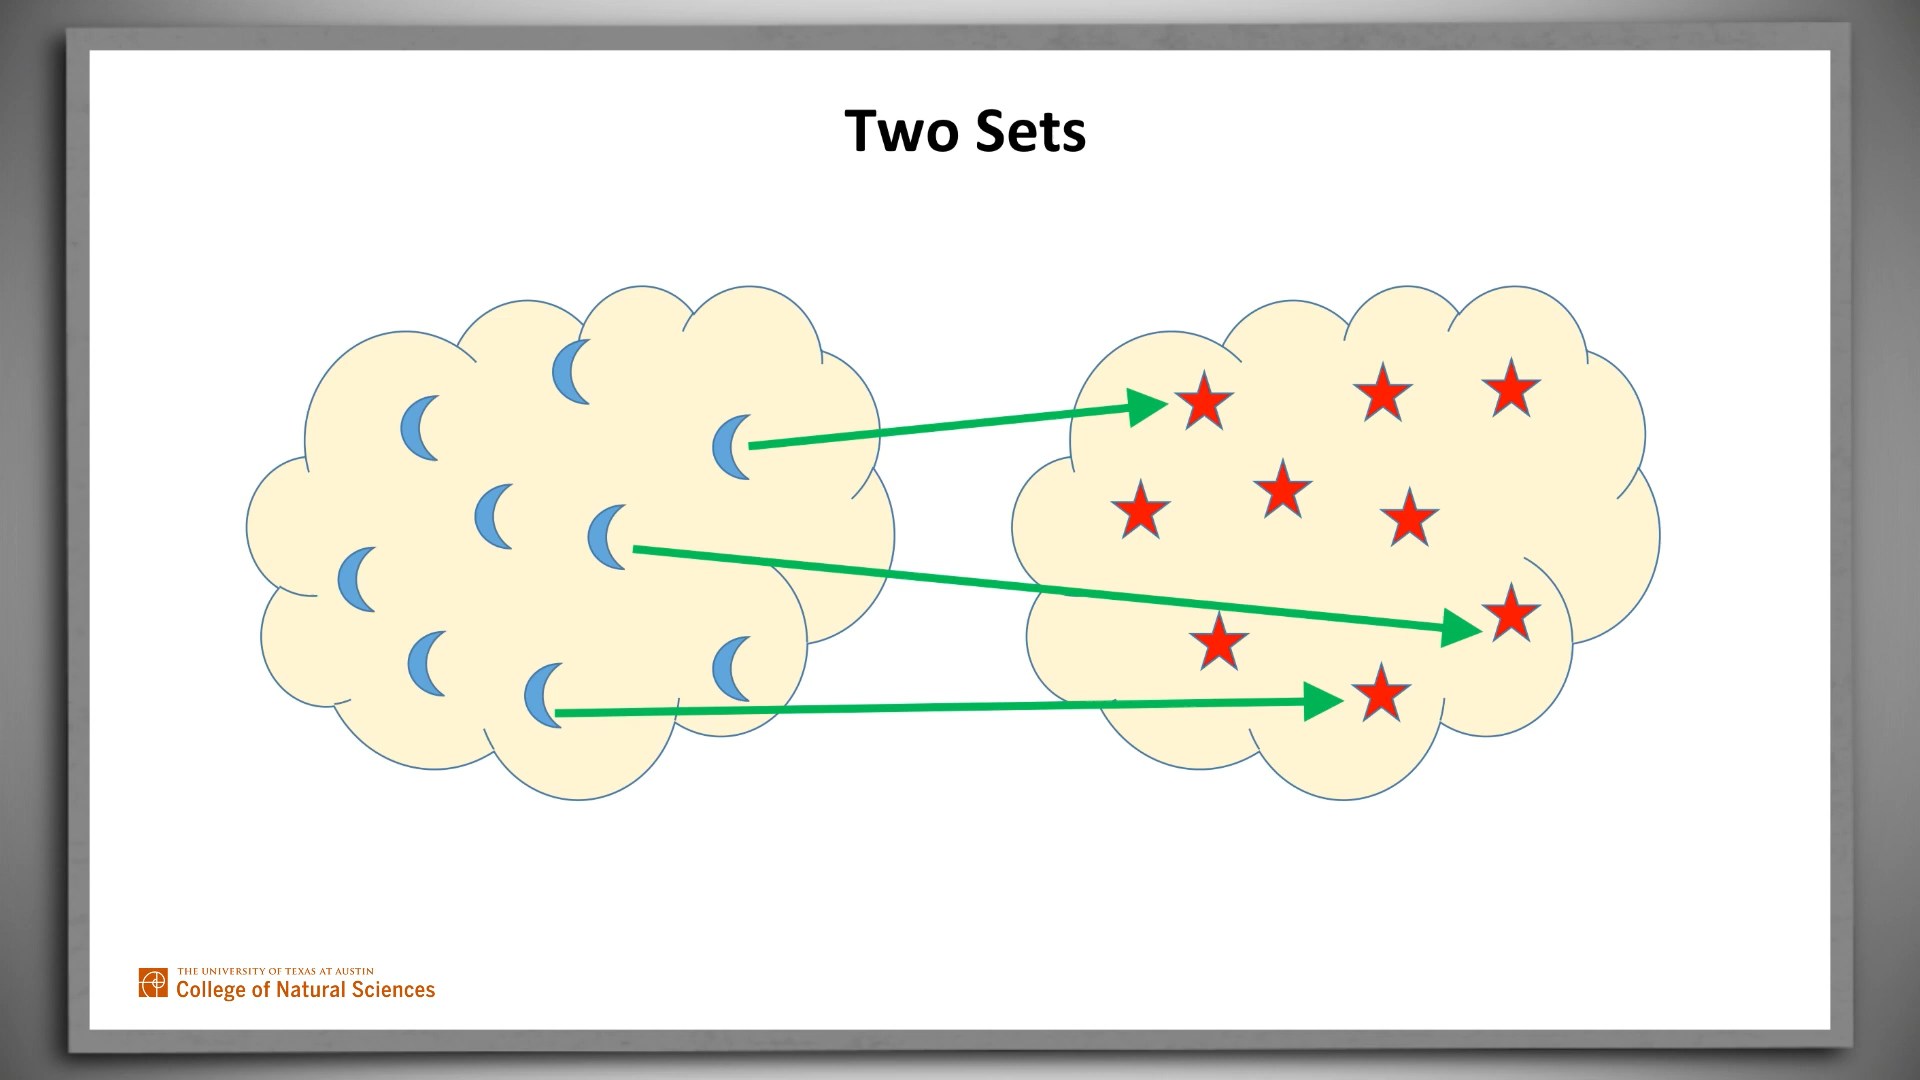 Two Sets
THE UNIVERSITY OF TEXAS AT AUSTIN
College of Natural Sciences